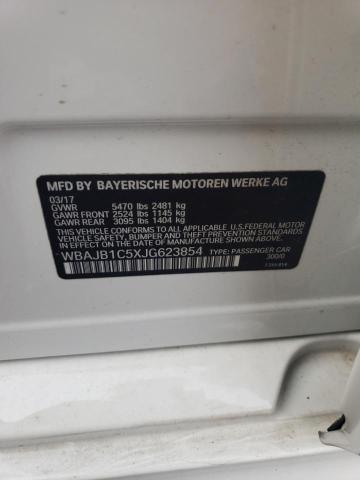 MFD BY BAYERISCHE MOTOREN WERKE AG
03/17
GVWR 5470 lbs 2481 kg
GAWR FRONT 2524 lbs 1145 kg
GAWR REAR 3095 lbs 1404 kg
THIS VEHICLE CONFORMS TO ALL APPLICABLE U.S.FEDERAL MOTOR
VEHICLE SAFETY, BUMPER, AND THEFT PREVENTION STANDARDS
IN EFFECT ON THE DATE OF MANUFACTURE SHOWN ABOVE.
WBAJB1C5XJG623854 TYPE: PASSENGER CAR
300/0